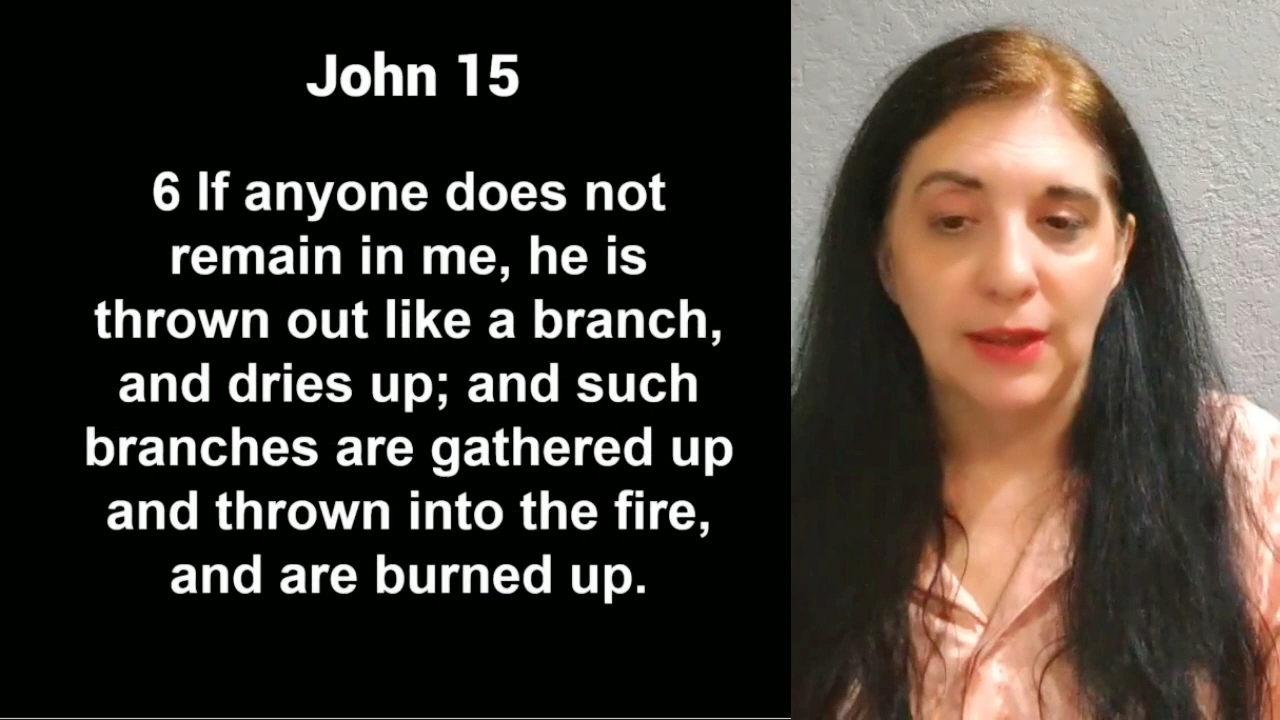 John 15
6 If anyone does not
remain in me, he is
thrown out like a branch,
and dries up; and such
branches are gathered up
and thrown into the fire,
and are burned up.